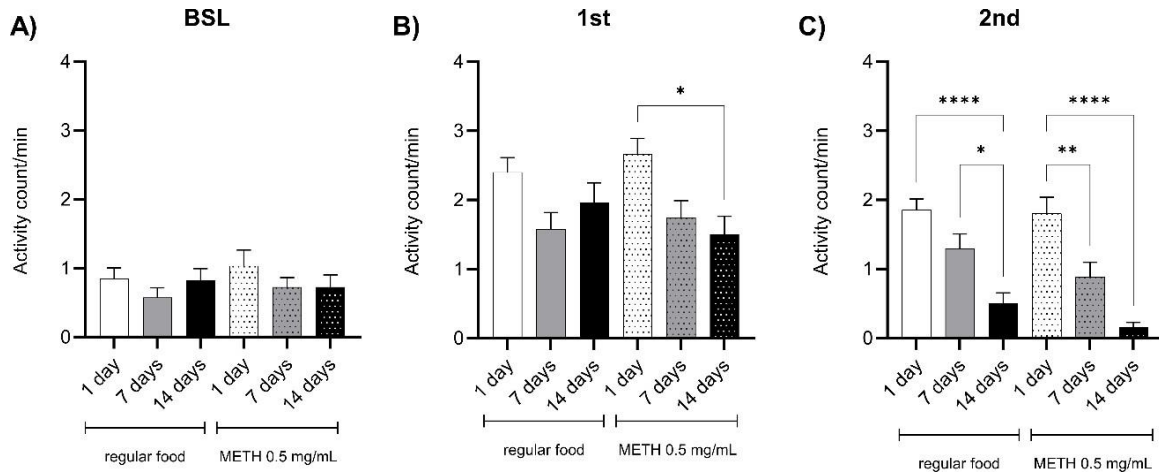 A)
BSL
Activity count/min
4
3
2
1
0
1 day
7 days
14 days
1 day
7 days
14 days
regular food
METH 0.5 mg/mL
B)
1st
Activity count/min
4
3
2
1
0
*
1 day
7 days
14 days
1 day
7 days
14 days
regular food
METH 0.5 mg/mL
C)
2nd
Activity count/min
4
3
2
1
0
**** ****
* **
1 day
7 days
14 days
1 day
7 days
14 days
regular food
METH 0.5 mg/mL